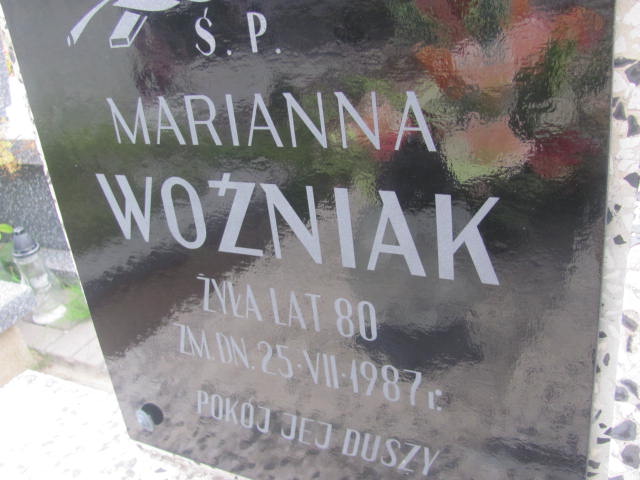 Ś. P.
MARIANNA
WOŹNIAK
ŻYŁA LAT 80
ZM. DN. 25·VII·1987 r.
POKÓJ JEJ DUSZY